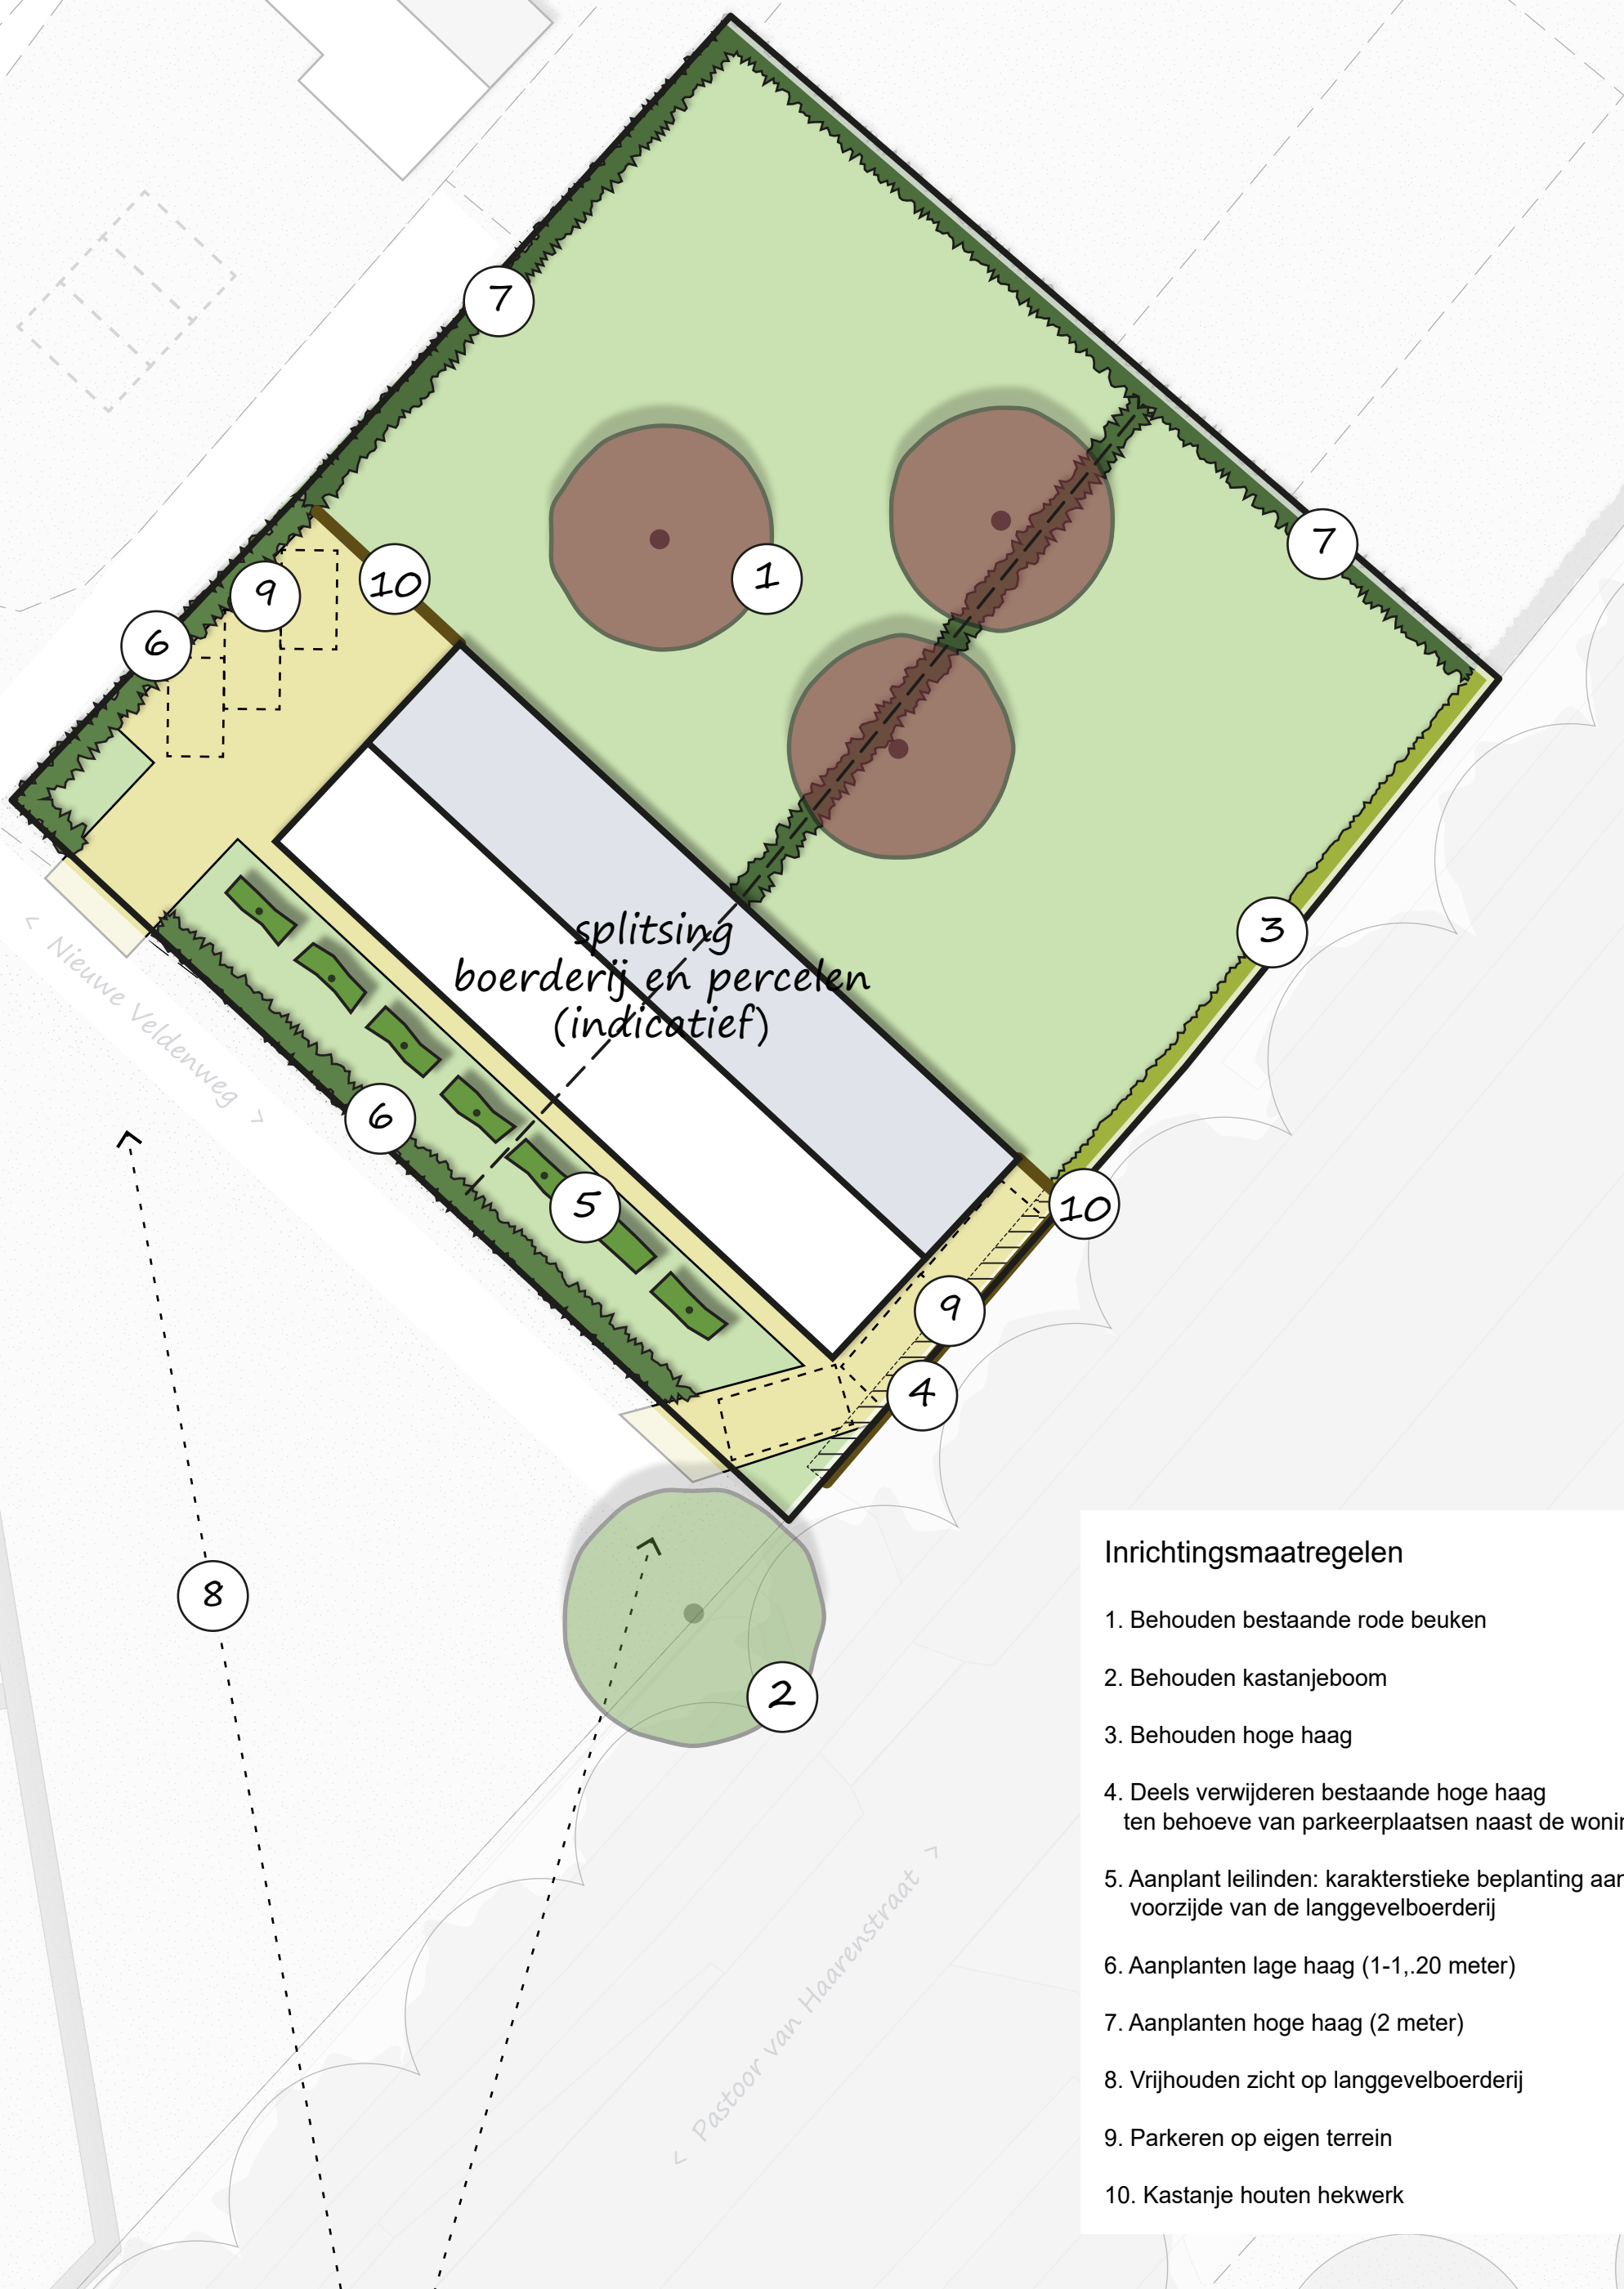 7
7
10
9
1
6
3
splitsing
boerderij en percelen
(indicatief)
< Nieuwe Veldenweg >
6
5
10
9
4
8
2
< Pastoor van Haarenstraat >
Inrichtingsmaatregelen
1. Behouden bestaande rode beuken
2. Behouden kastanjeboom
3. Behouden hoge haag
4. Deels verwijderen bestaande hoge haag
ten behoeve van parkeerplaatsen naast de wonin
5. Aanplant leilinden: karakterstieke beplanting aan
voorzijde van de langgevelboerderij
6. Aanplanten lage haag (1-1,.20 meter)
7. Aanplanten hoge haag (2 meter)
8. Vrijhouden zicht op langgevelboerderij
9. Parkeren op eigen terrein
10. Kastanje houten hekwerk